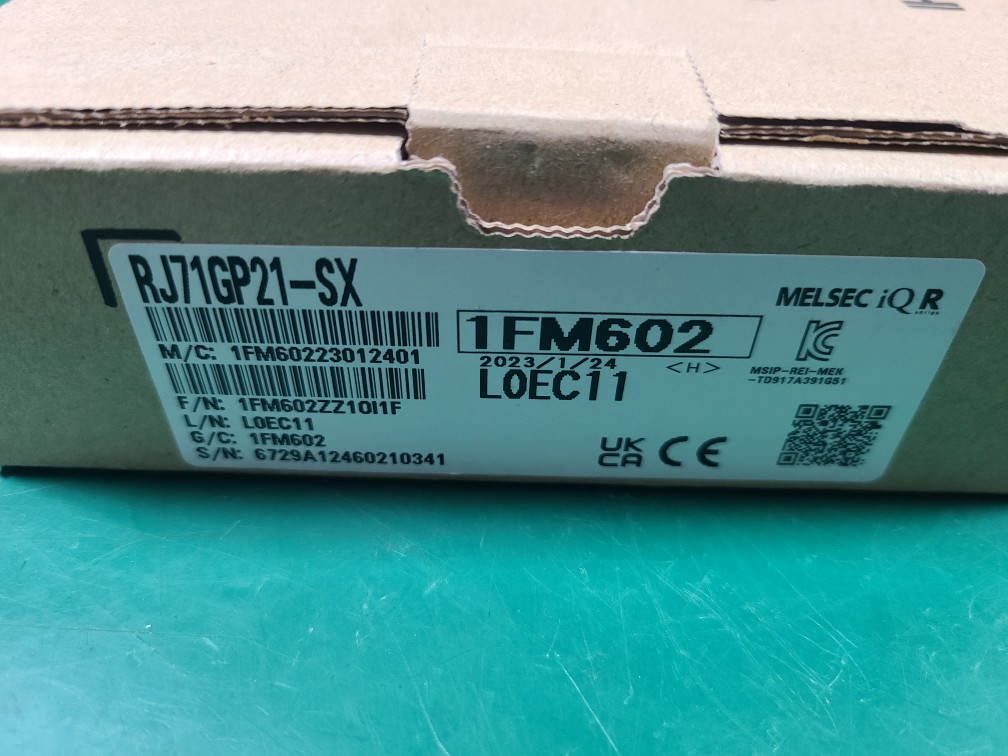 RJ71GP21-SX
MELSEC iQ R
series
M/C: 1FM60223012401
1FM602
2023/1/24
<H>
L0EC11
MSIP-REI-MEK
-TD917A391G51
F/N: 1FM602ZZ10I1F
L/N: L0EC11
G/C: 1FM602
S/N: 6729A12460210341
UK
CA
CE